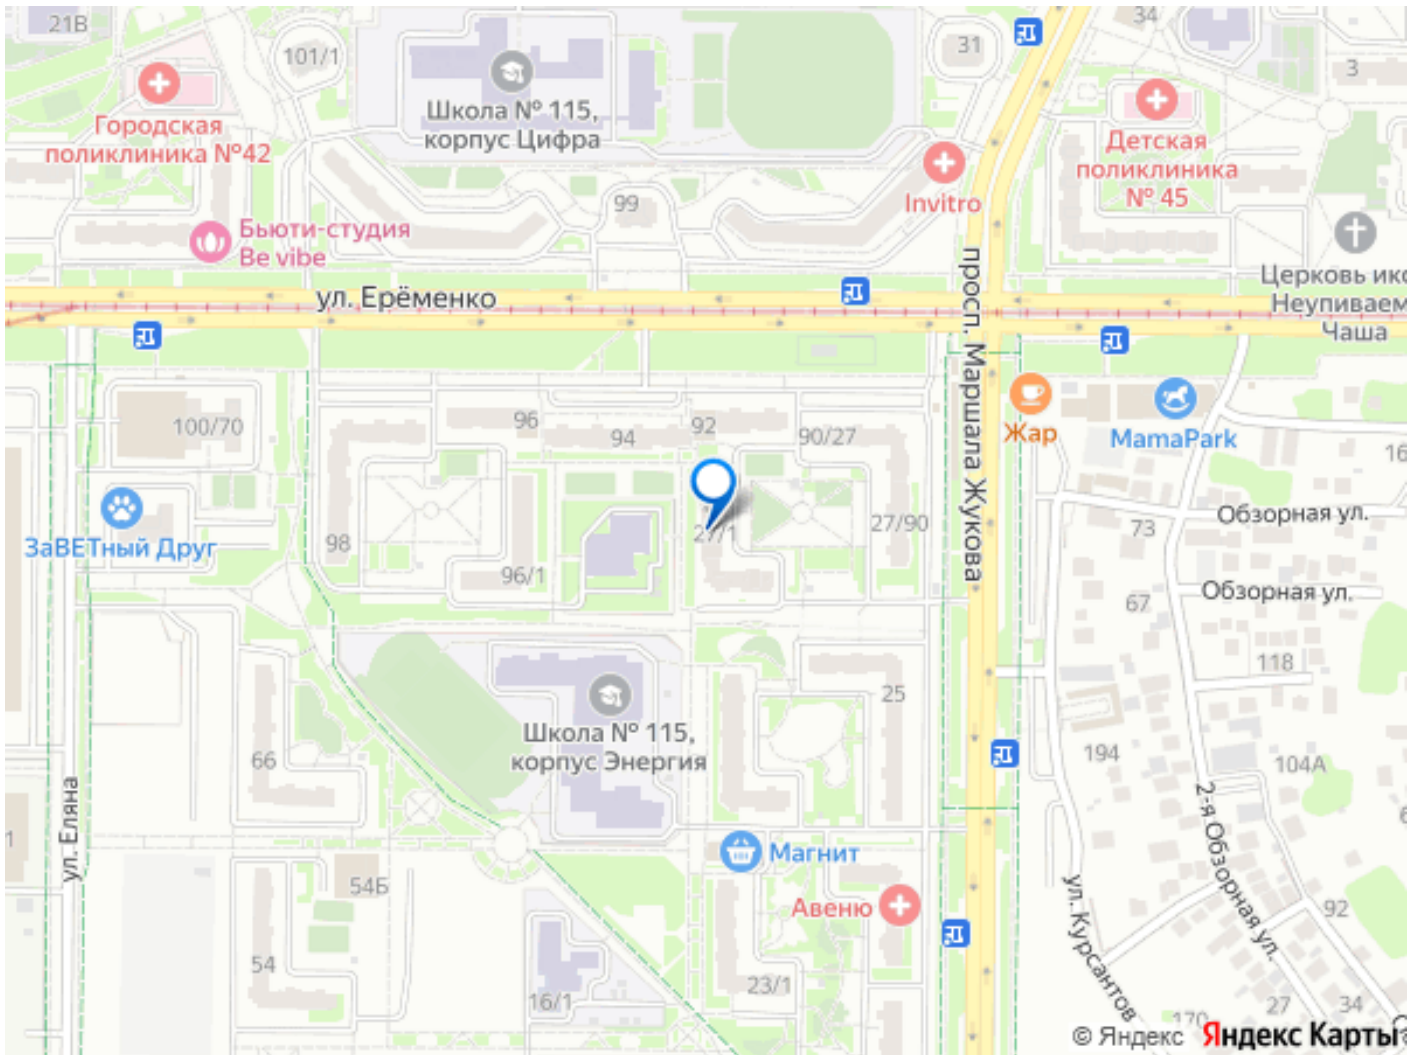 21В
101/1
31
34
3
Школа № 115,
корпус Цифра
Городская
поликлиника №42
Детская
поликлиника
№ 45
Invitro
99
Бьюти-студия
Be vibe
Церковь ико
Неупиваем
Чаша
ул. Ерёменко
просп. Маршала Жукова
96
94
92
90/27
100/70
Жар
MamaPark
16
ЗаВЕТный Друг
98
96/1
27/1
27/90
73
Обзорная ул.
Обзорная ул.
67
118
25
Школа № 115,
корпус Энергия
66
194
104А
2-я Обзорная ул.
ул. Еляна
1
54Б
Магнит
Авеню
ул. Курсантов
92
54
16/1
23/1
27
34
170
© Яндекс Яндекс Карты